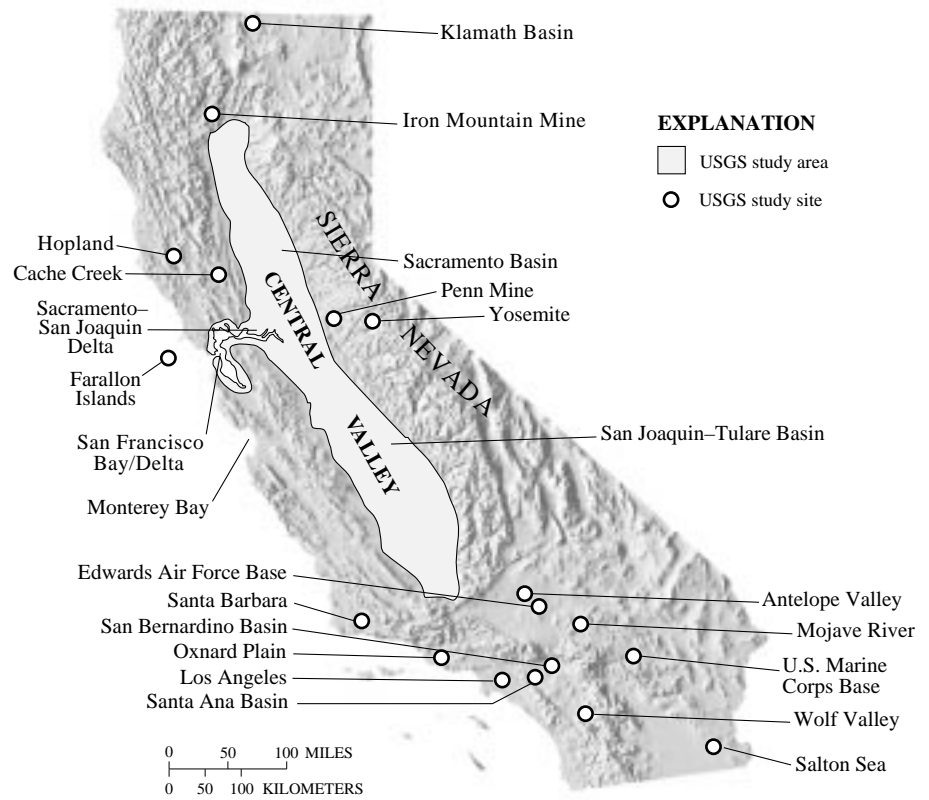 Klamath Basin
Iron Mountain Mine
EXPLANATION
USGS study area
USGS study site
SIERRA NEVADA
Hopland
Cache Creek
Sacramento Basin
CENTRAL VALLEY
Penn Mine
Yosemite
Sacramento–
San Joaquin
Delta
Farallon
Islands
San Francisco
Bay/Delta
San Joaquin–Tulare Basin
Monterey Bay
Edwards Air Force Base
Santa Barbara
San Bernardino Basin
Oxnard Plain
Los Angeles
Santa Ana Basin
Antelope Valley
Mojave River
U.S. Marine
Corps Base
Wolf Valley
Salton Sea
0 50 100 MILES
0 50 100 KILOMETERS